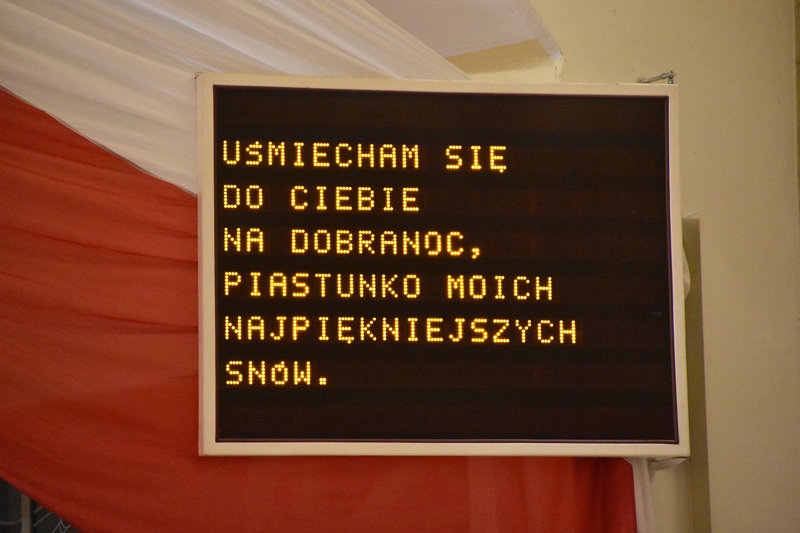 UŚMIECHAM SIĘ
DO CIEBIE
NA DOBRANOC,
PIASTUNKO MOICH
NAJPIĘKNIEJSZYCH
SNÓW.